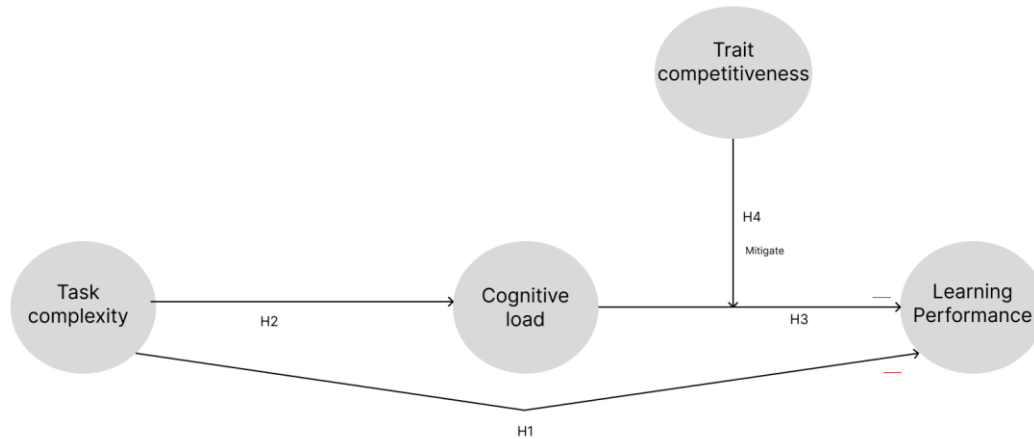 Trait
competitiveness
H4
Mitigate
Task
complexity
H2
Cognitive
load
H3
Learning
Performance
H1